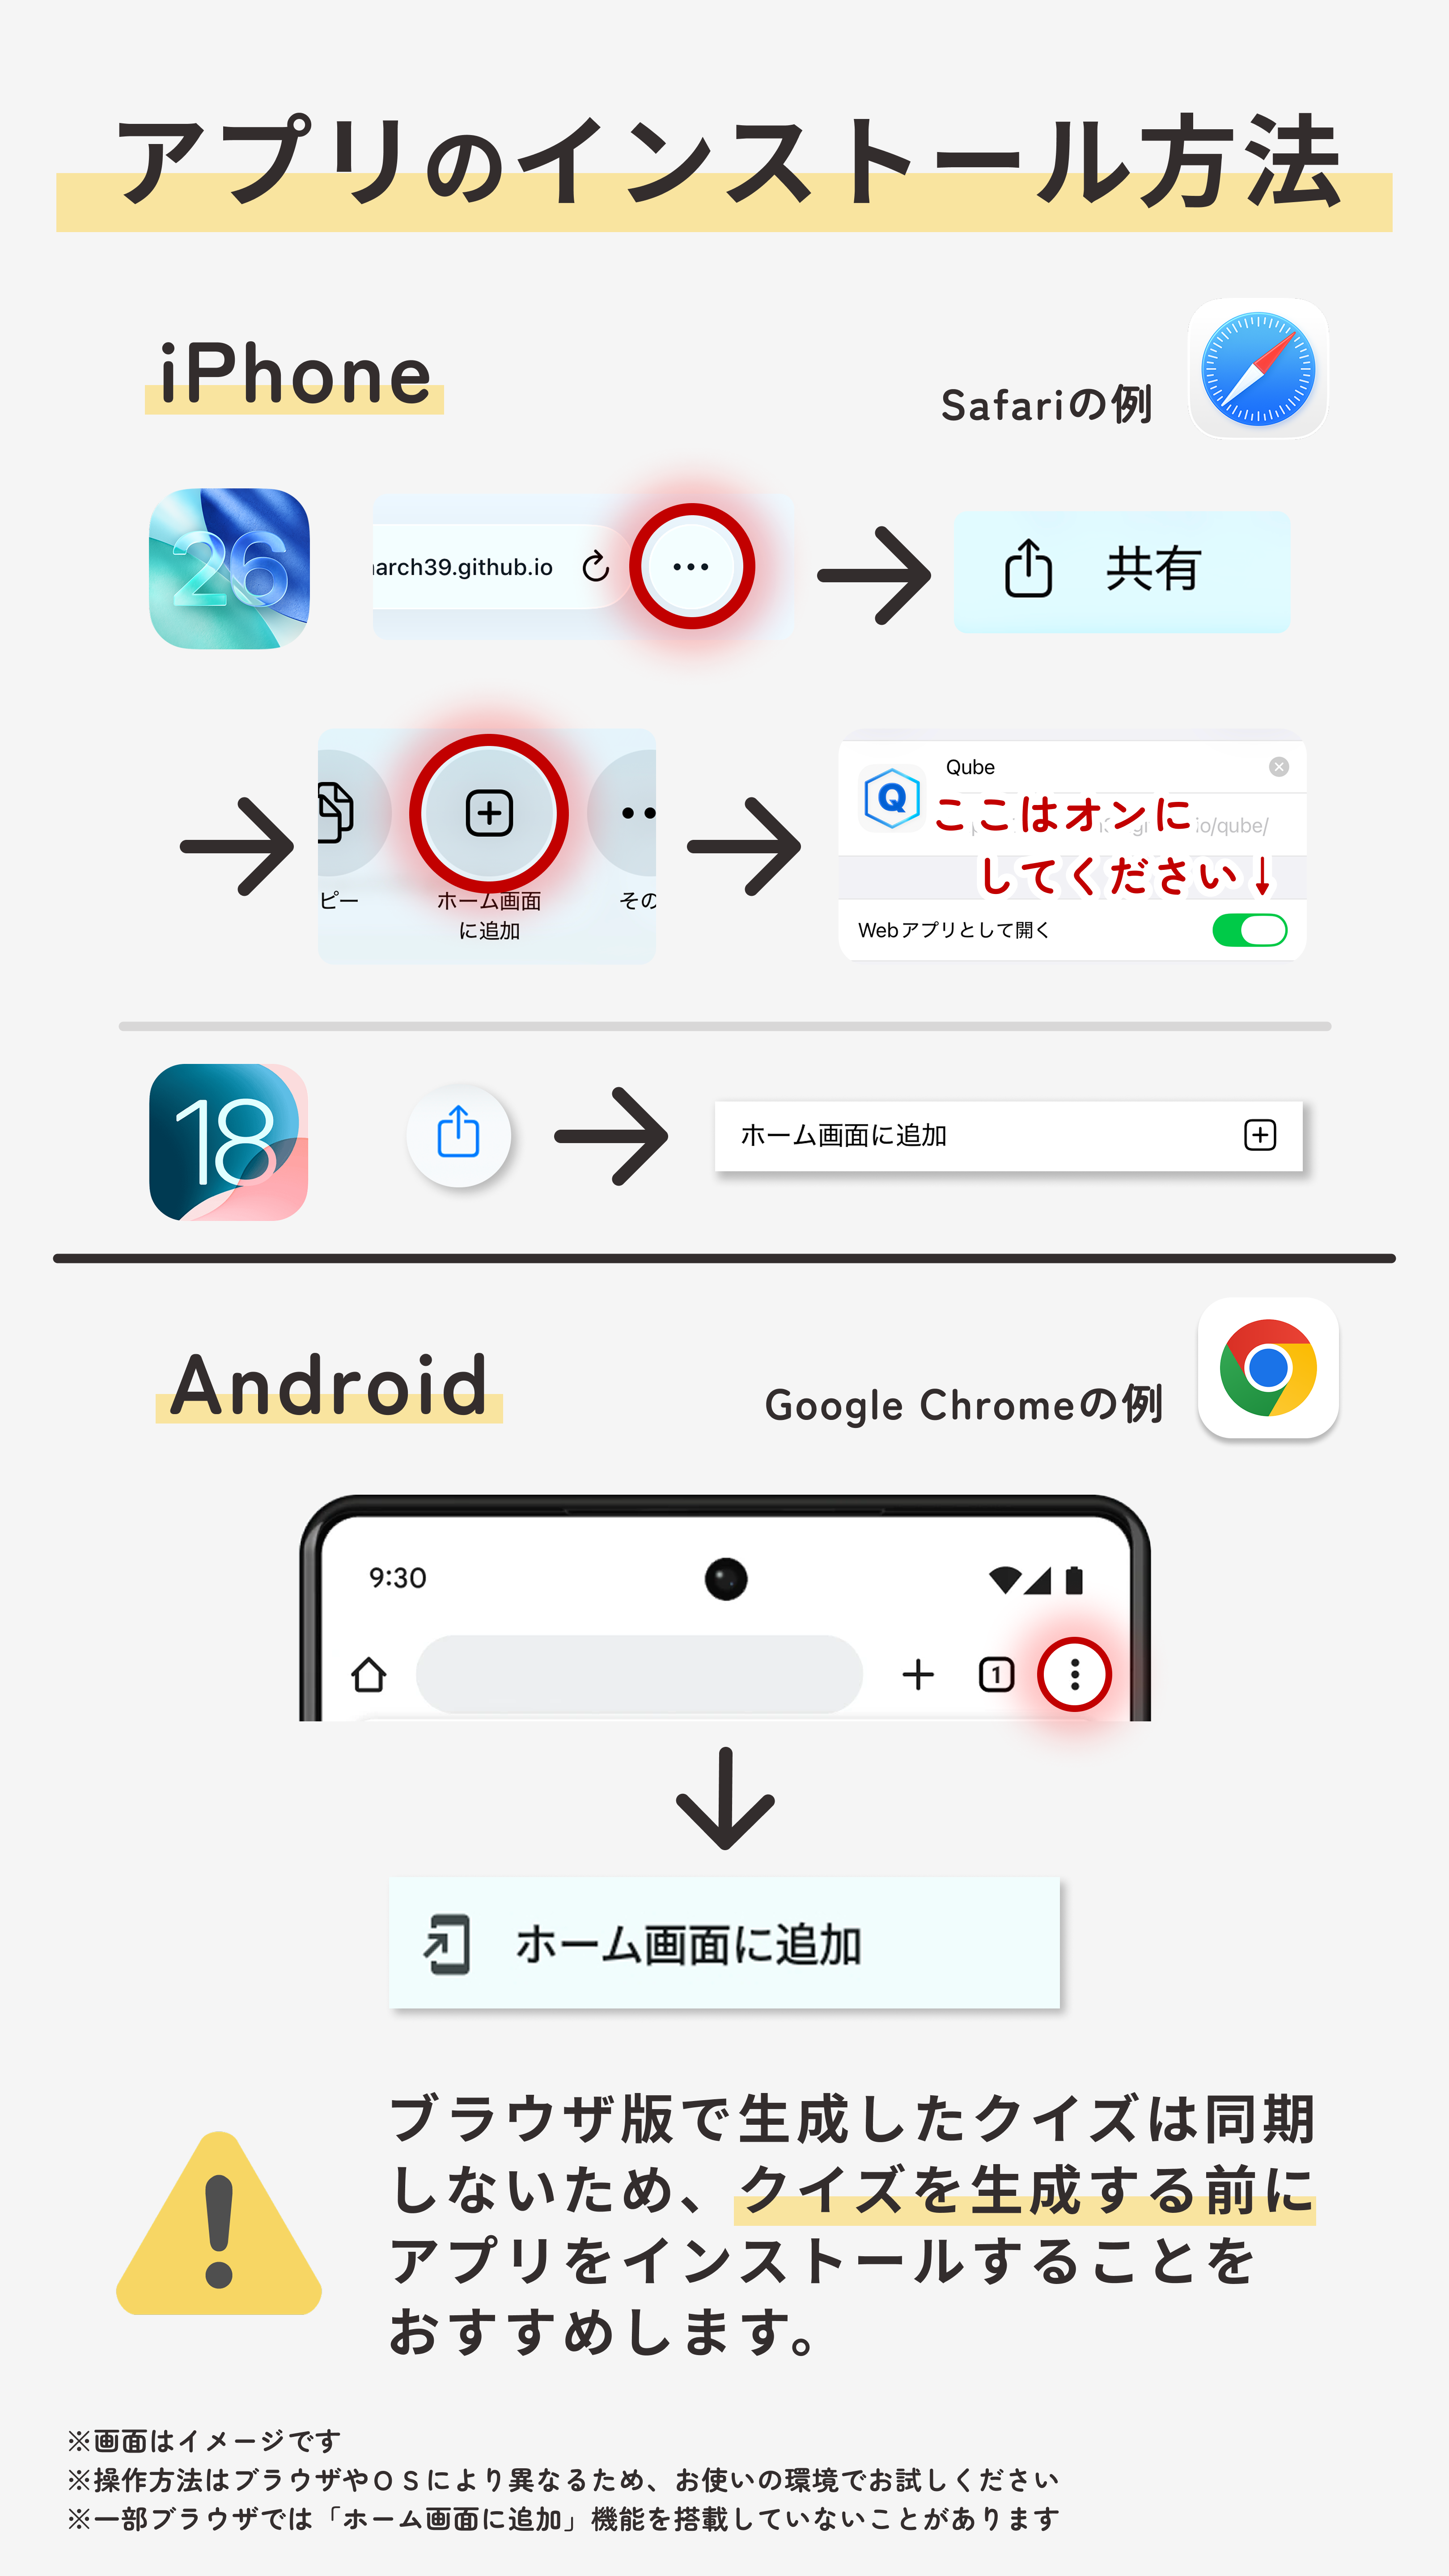 アプリのインストール方法
iPhone
Safariの例
26
arch39.github.io
共有
ピー
ホーム画面
に追加
その
Qube
ここはオンに
io/qube/
してください↓
Webアプリとして開く
18
ホーム画面に追加
Android
Google Chromeの例
9:30
1
ホーム画面に追加
ブラウザ版で生成したクイズは同期
しないため、クイズを生成する前に
アプリをインストールすることを
おすすめします。
※画面はイメージです
※操作方法はブラウザやＯＳにより異なるため、お使いの環境でお試しください
※一部ブラウザでは「ホーム画面に追加」機能を搭載していないことがあります